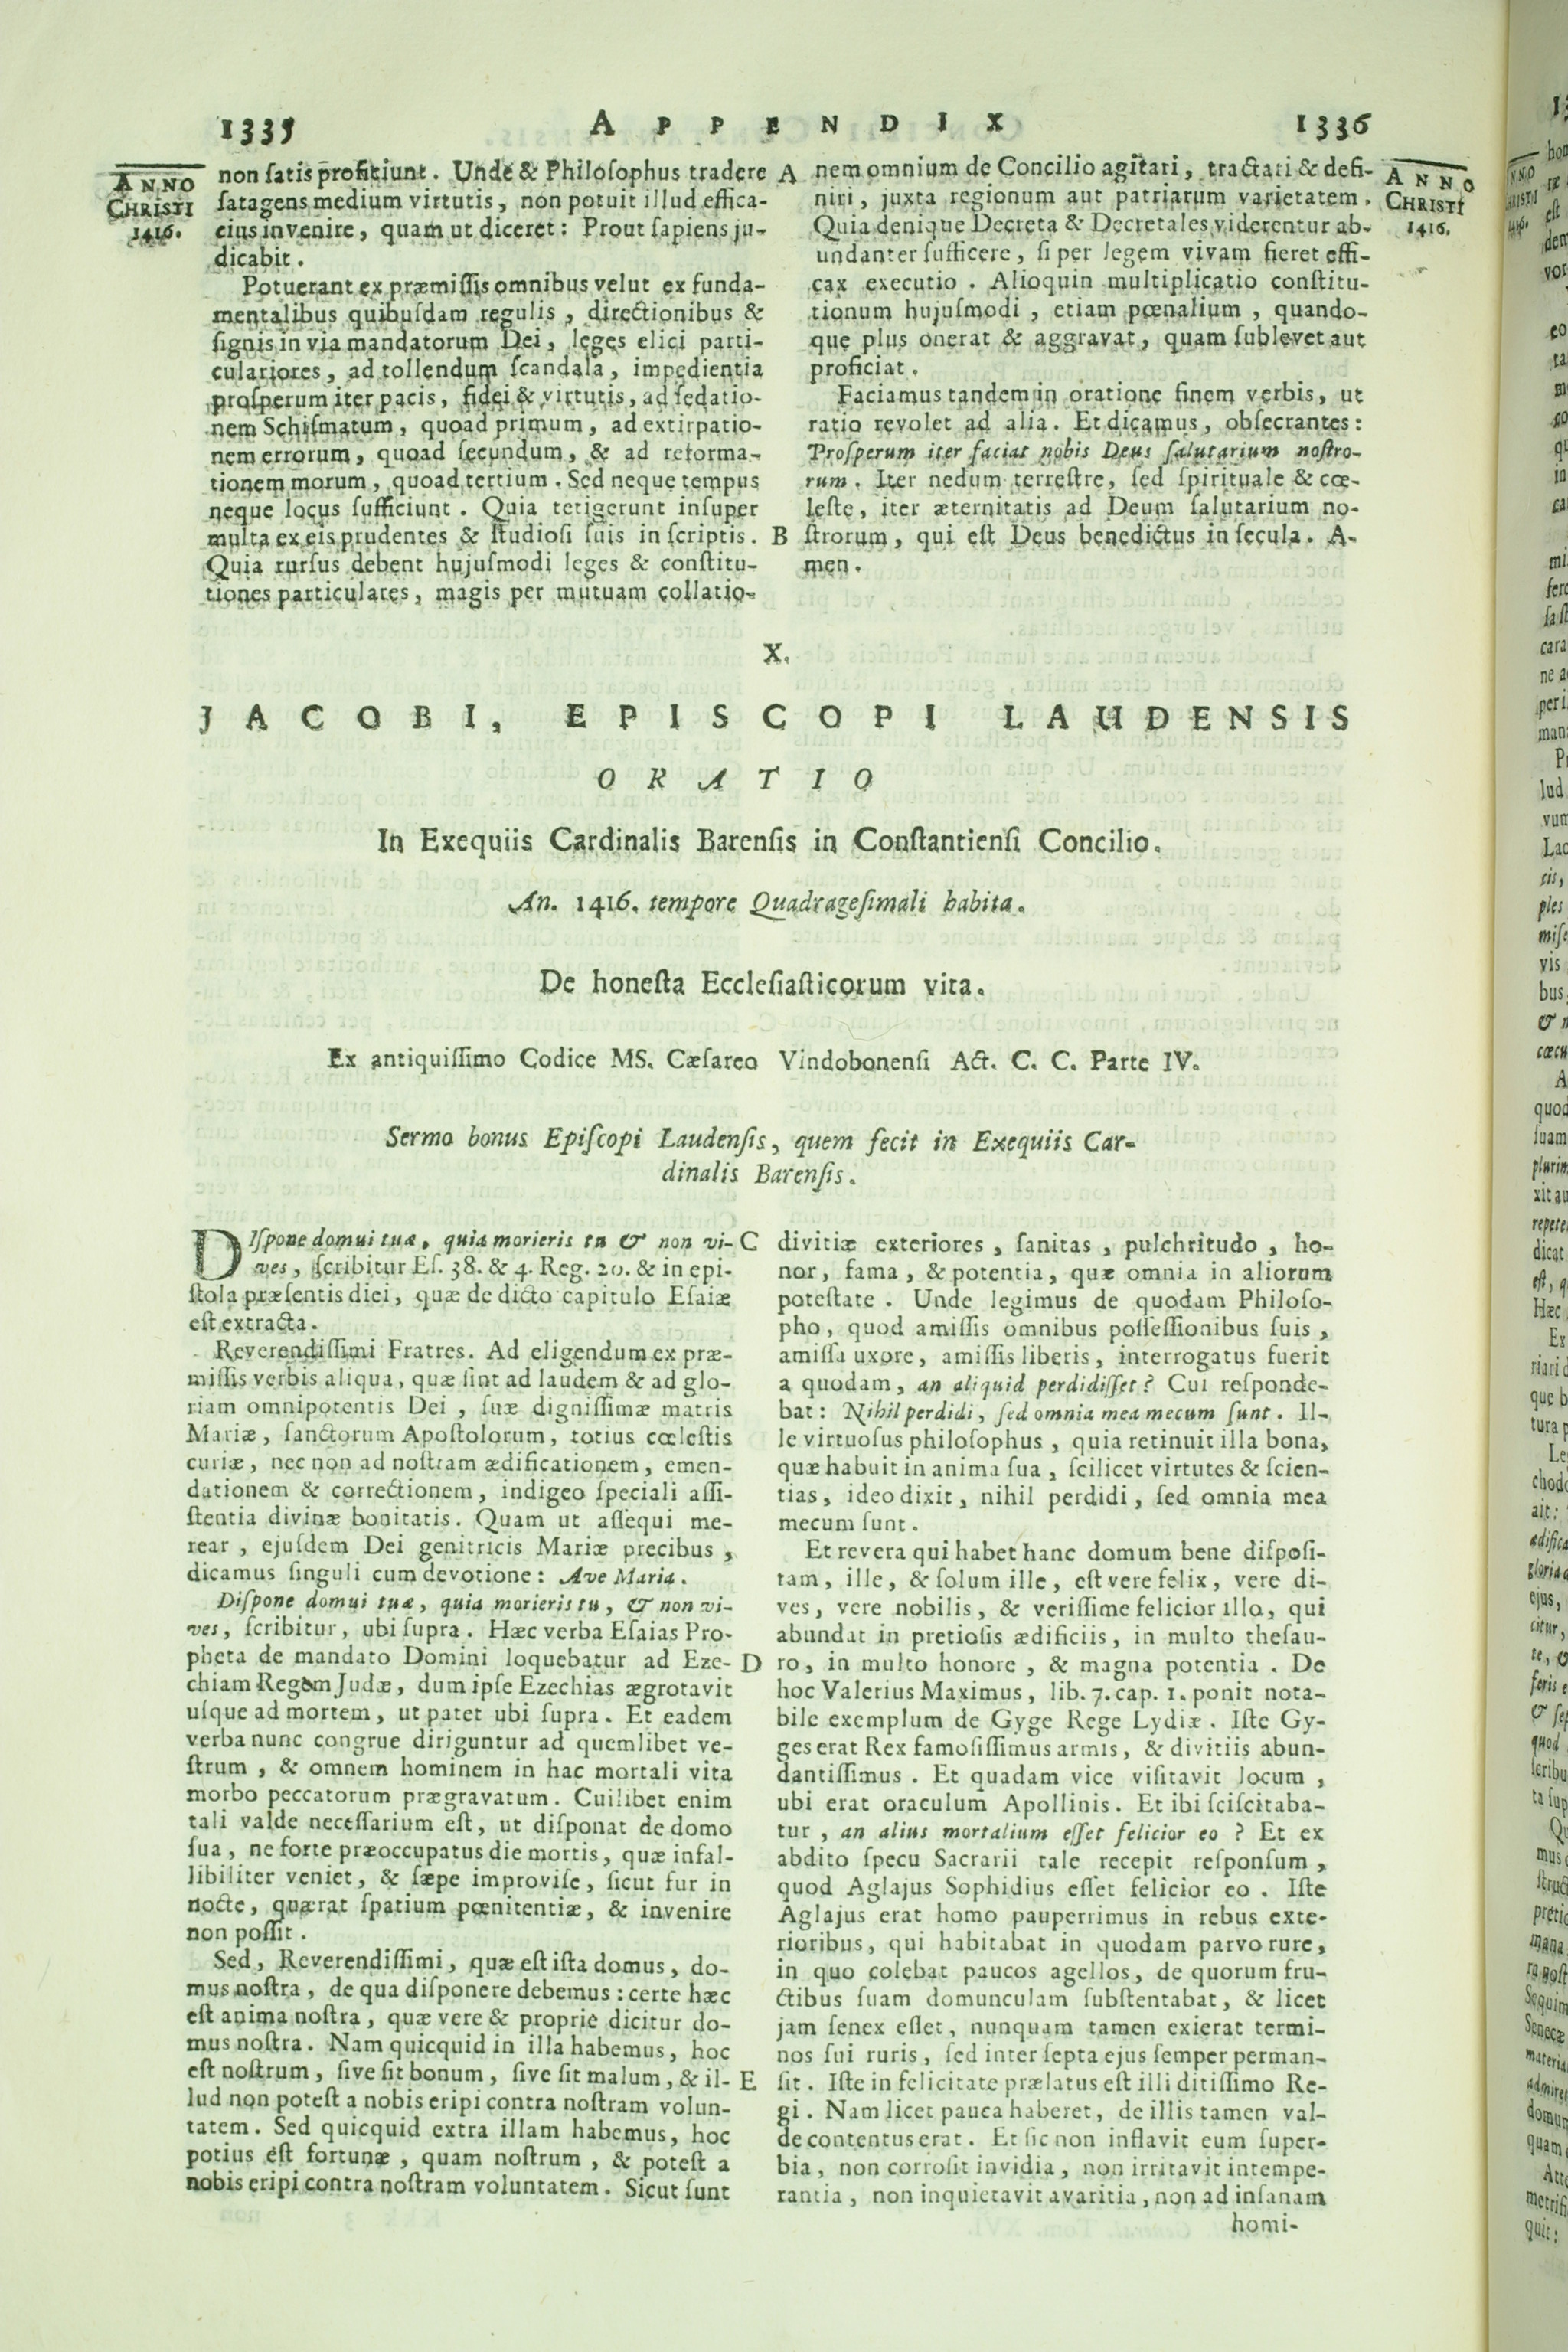 1335
APPENDIX
1336
ANNO
CHRISTI
1416.
non ſatis proficiunt. Unde & Philoſophus tradere
ſatagens medium virtutis, non potuit illud effica-
cius invenire, quam ut diceret: Prout ſapiens ju-
dicabit.
Potuerant ex præmiſſis omnibus velut ex funda-
mentalibus quibuſdam regulis, directionibus &
ſignis in via mandatorum Dei, leges elici parti-
culariores, ad tollendum ſcandala, impedientia
proſperum iter pacis, fidei & virtutis, ad ſedatio-
nem Schiſmatum, quoad primum, ad extirpatio-
nem errorum, quoad ſecundum, & ad reforma-
tionem morum, quoad tertium. Sed neque tempus
neque locus ſufficiunt. Quia tetigerunt inſuper
multa ex eis prudentes & ſtudioſi ſuis in ſcriptis.
Quia rurſus debent hujuſmodi leges & conſtitu-
tiones particulares, magis per mutuam collatio-
A
B
nem omnium de Concilio agitari, tractari & defi-
niri, juxta regionum aut patriarum varietatem.
Quia denique Decreta & Decretales viderentur ab-
undanter ſufficere, ſi per legem vivam fieret effi-
cax executio. Alioquin multiplicatio conſtitu-
tionum hujuſmodi, etiam pœnalium, quando-
que plus onerat & aggravat, quam ſublevet aut
proficiat.
Faciamus tandem in oratione finem verbis, ut
ratio revolet ad alia. Et dicamus, obſecrantes:
Proſperum iter faciat nobis Deus ſalutarium noſtro-
rum. Iter nedum terreſtre, ſed ſpirituale & cœ-
leſte, iter æternitatis ad Deum ſalutarium no-
ſtrorum, qui eſt Deus benedictus in ſecula. A-
men.
ANNO
CHRISTI
1416.
X.
JACOBI, EPISCOPI LAUDENSIS
ORATIO
In Exequiis Cardinalis Barenſis in Conſtantienſi Concilio.
An. 1416. tempore Quadrageſimali habita.
De honeſta Eccleſiaſticorum vita.
Ex antiquiſſimo Codice MS. Cæſareo Vindobonenſi Act. C. C. Parte IV.
Sermo bonus Epiſcopi Laudenſis, quem fecit in Exequiis Car-
dinalis Barenſis.
DIſpone domui tuæ, quia morieris tu & non vi-
ves, ſcribitur Eſ. 38. & 4. Reg. 20. & in epi-
ſtola præſentis diei, quæ de dicto capitulo Eſaiæ
eſt extracta.
Reverendiſſimi Fratres. Ad eligendum ex præ-
miſſis verbis aliqua, quæ ſint ad laudem & ad glo-
riam omnipotentis Dei, ſuæ digniſſimæ matris
Mariæ, ſanctorum Apoſtolorum, totius cœleſtis
curiæ, nec non ad noſtram ædificationem, emen-
dationem & correctionem, indigeo ſpeciali aſſi-
ſtentia divinæ bonitatis. Quam ut aſſequi me-
rear, ejuſdem Dei genitricis Mariæ precibus,
dicamus ſinguli cum devotione: Ave Maria.
Diſpone domui tuæ, quia morieris tu, & non vi-
ves, ſcribitur, ubi ſupra. Hæc verba Eſaias Pro-
pheta de mandato Domini loquebatur ad Eze-
chiam Regem Judæ, dum ipſe Ezechias ægrotavit
uſque ad mortem, ut patet ubi ſupra. Et eadem
verba nunc congrue diriguntur ad quemlibet ve-
ſtrum, & omnem hominem in hac mortali vita
morbo peccatorum prægravatum. Cuilibet enim
tali valde neceſſarium eſt, ut diſponat de domo
ſua, ne forte præoccupatus die mortis, quæ infal-
libiliter veniet, & ſæpe improviſe, ſicut fur in
nocte, quærat ſpatium pœnitentiæ, & invenire
non poſſit.
Sed, Reverendiſſimi, quæ eſt iſta domus, do-
mus noſtra, de qua diſponere debemus: certe hæc
eſt anima noſtra, quæ vere & proprie dicitur do-
mus noſtra. Nam quicquid in illa habemus, hoc
eſt noſtrum, ſive ſit bonum, ſive ſit malum, & il-
lud non poteſt a nobis eripi contra noſtram volun-
tatem. Sed quicquid extra illam habemus, hoc
potius eſt fortunæ, quam noſtrum, & poteſt a
nobis eripi contra noſtram voluntatem. Sicut ſunt
C
D
E
divitiæ exteriores, ſanitas, pulchritudo, ho-
nor, fama, & potentia, quæ omnia in aliorum
poteſtate. Unde legimus de quodam Philoſo-
pho, quod amiſſis omnibus poſſeſſionibus ſuis,
amiſſa uxore, amiſſis liberis, interrogatus fuerit
a quodam, an aliquid perdidiſſet? Cui reſponde-
bat: Nihil perdidi, ſed omnia mea mecum ſunt. Il-
le virtuoſus philoſophus, quia retinuit illa bona,
quæ habuit in anima ſua, ſcilicet virtutes & ſcien-
tias, ideo dixit, nihil perdidi, ſed omnia mea
mecum ſunt.
Et revera qui habet hanc domum bene diſpoſi-
tam, ille, & ſolum ille, eſt vere felix, vere di-
ves, vere nobilis, & veriſſime felicior illo, qui
abundat in pretioſis ædificiis, in multo theſau-
ro, in multo honore, & magna potentia. De
hoc Valerius Maximus, lib. 7. cap. 1. ponit nota-
bile exemplum de Gyge Rege Lydiæ. Iſte Gy-
ges erat Rex famoſiſſimus armis, & divitiis abun-
dantiſſimus. Et quadam vice viſitavit locum,
ubi erat oraculum Apollinis. Et ibi ſciſcitaba-
tur, an alius mortalium eſſet felicior eo? Et ex
abdito ſpecu Sacrarii tale recepit reſponſum,
quod Aglajus Sophidius eſſet felicior eo. Iſte
Aglajus erat homo pauperrimus in rebus exte-
rioribus, qui habitabat in quodam parvo rure,
in quo colebat paucos agellos, de quorum fru-
ctibus ſuam domunculam ſubſtentabat, & licet
jam ſenex eſſet, nunquam tamen exierat termi-
nos ſui ruris, ſed inter ſepta ejus ſemper perman-
ſit. Iſte in felicitate prælatus eſt illi ditiſſimo Re-
gi. Nam licet pauca haberet, de illis tamen val-
de contentus erat. Et ſic non inflavit eum ſuper-
bia, non corroſit invidia, non irritavit intempe-
rantia, non inquietavit avaritia, non ad inſanam
homi-